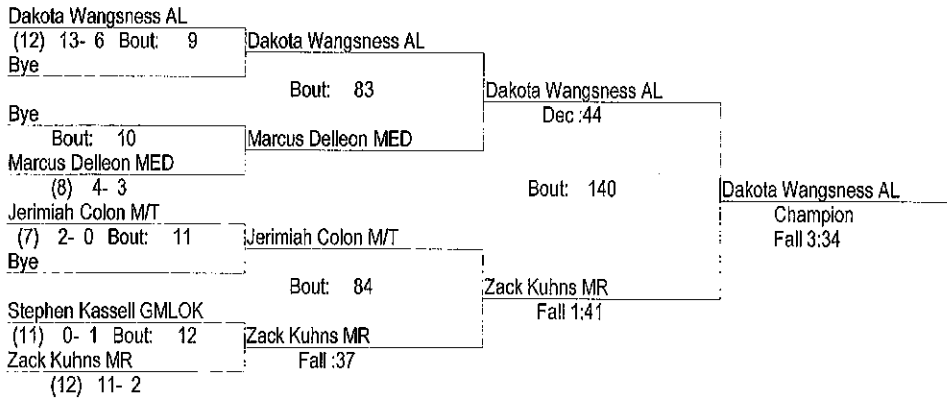 Dakota Wangsness AL
(12) 13- 6 Bout: 9
Bye
Dakota Wangsness AL
Bout: 83
Bye
Bout: 10
Marcus Delleon MED
(8) 4- 3
Marcus Delleon MED
Dakota Wangsness AL
Dec :44
Jerimiah Colon M/T
(7) 2- 0 Bout: 11
Bye
Jerimiah Colon M/T
Bout: 84
Stephen Kassell GMLOK
(11) 0- 1 Bout: 12
Zack Kuhns MR
(12) 11- 2
Zack Kuhns MR
Fall :37
Zack Kuhns MR
Fall 1:41
Bout: 140
Dakota Wangsness AL
Champion
Fall 3:34